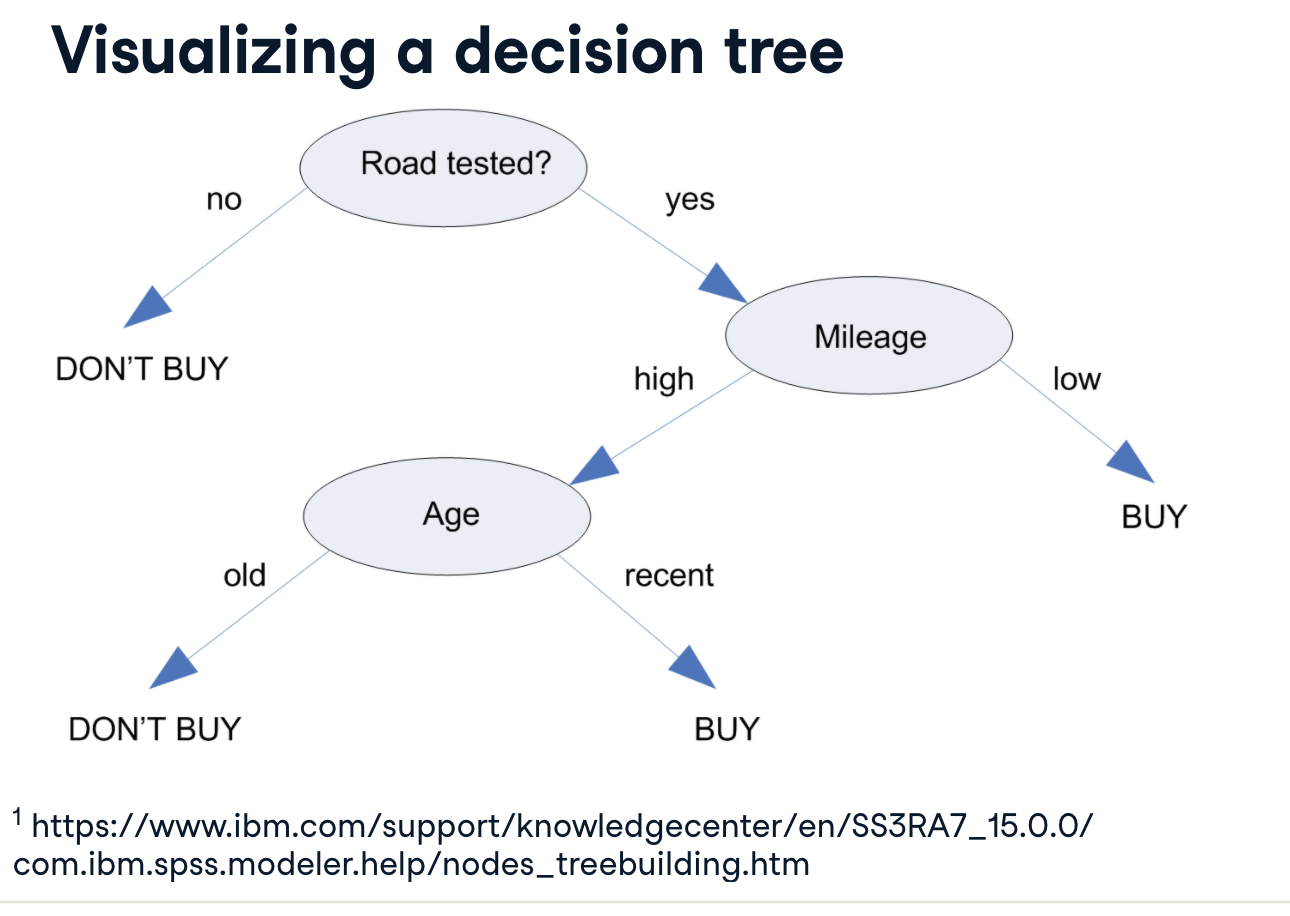 Visualizing a decision tree
Road tested?
no
yes
DON'T BUY
Mileage
high
low
Age
BUY
old
recent
DON'T BUY
BUY
1 https://www.ibm.com/support/knowledgecenter/en/SS3RA7_15.0.0/
com.ibm.spss.modeler.help/nodes_treebuilding.htm